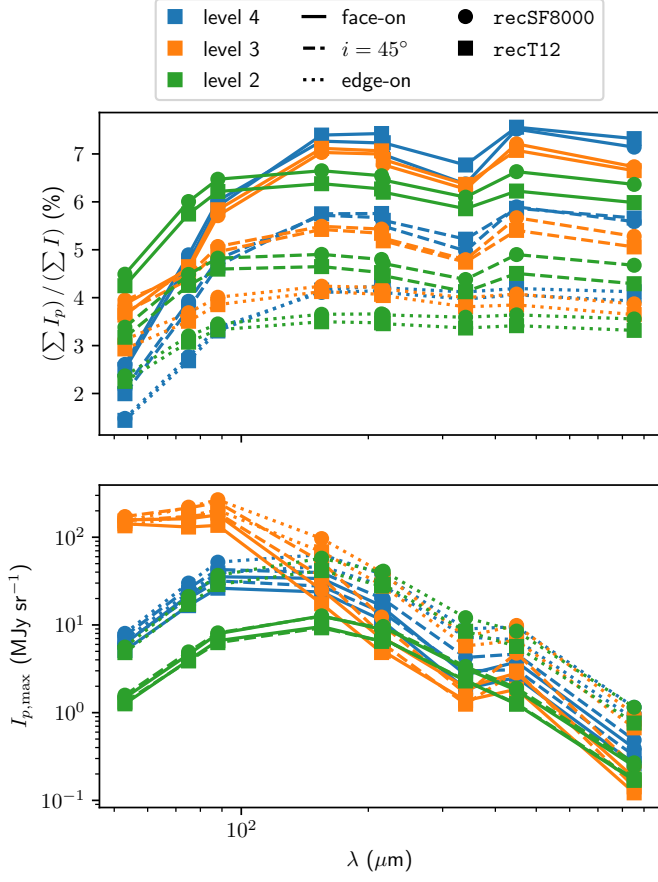 level 4 face-on recSF8000
level 3 i = 45° recT12
level 2 edge-on
7
6
5
4
3
2
(∑ I_p) / (∑ I) (%)
10²
10¹
10⁰
10⁻¹
I_{p,max} (MJy sr⁻¹)
10²
λ (μm)